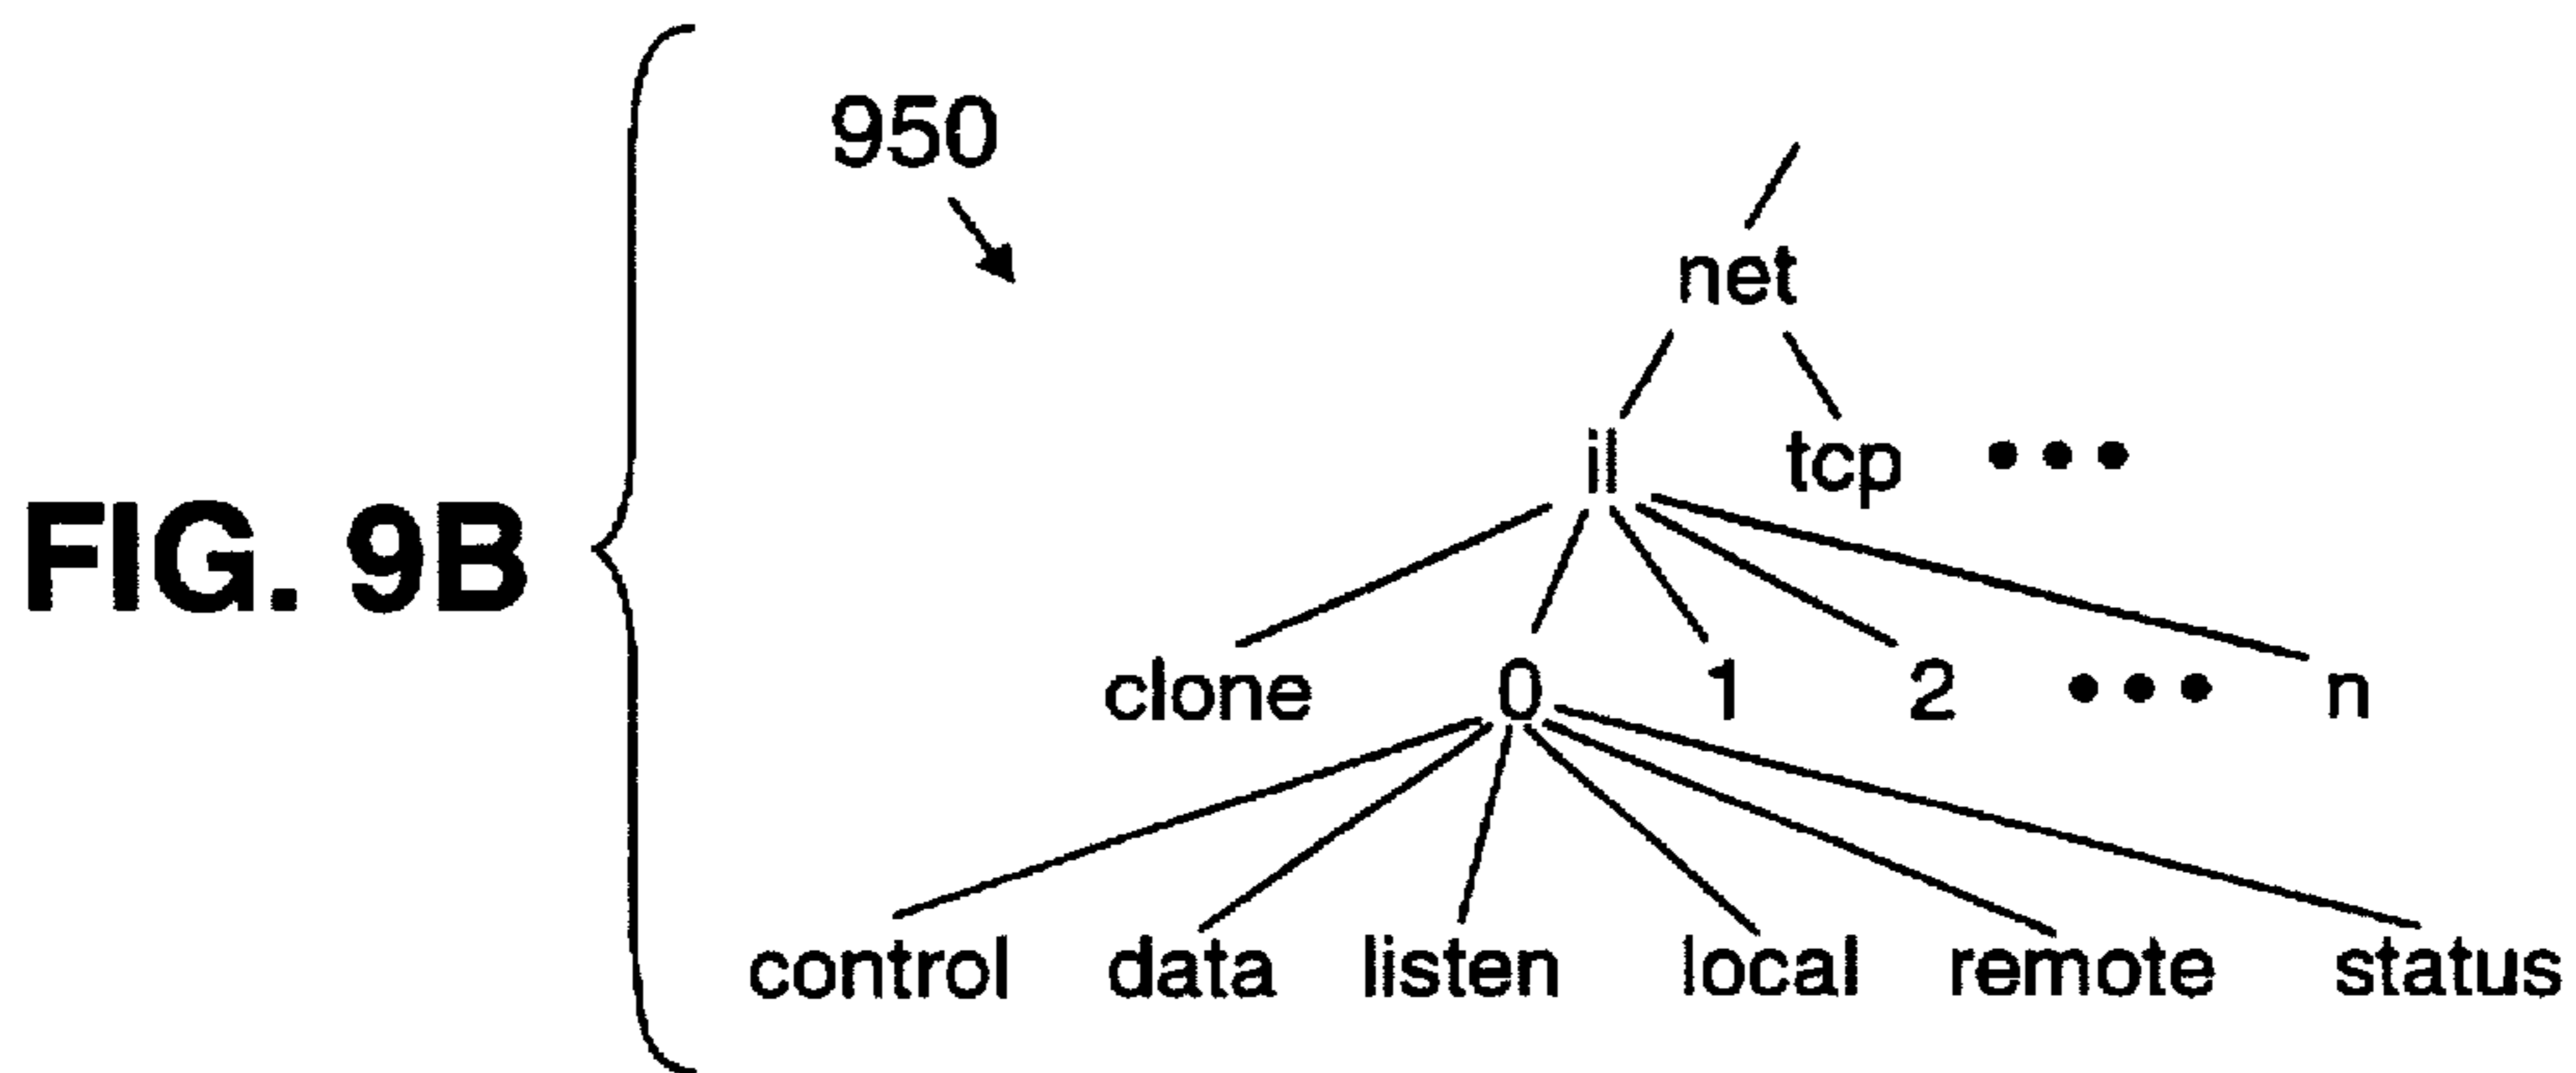 950
net
il tcp •••
FIG. 9B
clone 0 1 2 ••• n
control data listen local remote status